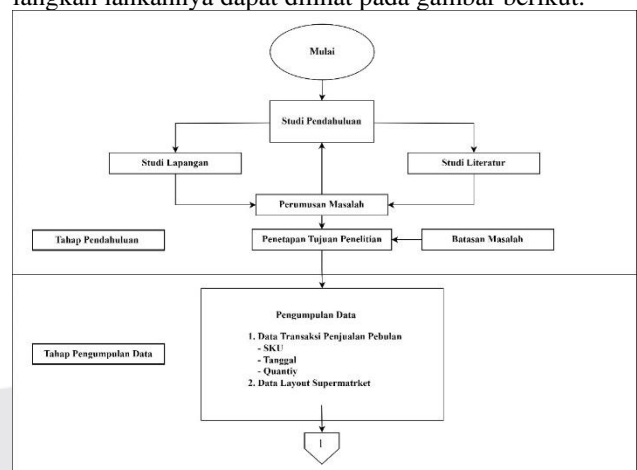 langkah lahkannya dapat dilihat pada gambar berikut:
Mulai
Studi Pendahuluan
Studi Lapangan
Studi Literatur
Perumusan Masalah
Tahap Pendahuluan
Penetapan Tujuan Penelitian
Batasan Masalah
Pengumpulan Data
1. Data Transaksi Penjualan Pebulan
- SKU
- Tanggal
- Quantiy
2. Data Layout Supermatrket
Tahap Pengumpulan Data
1